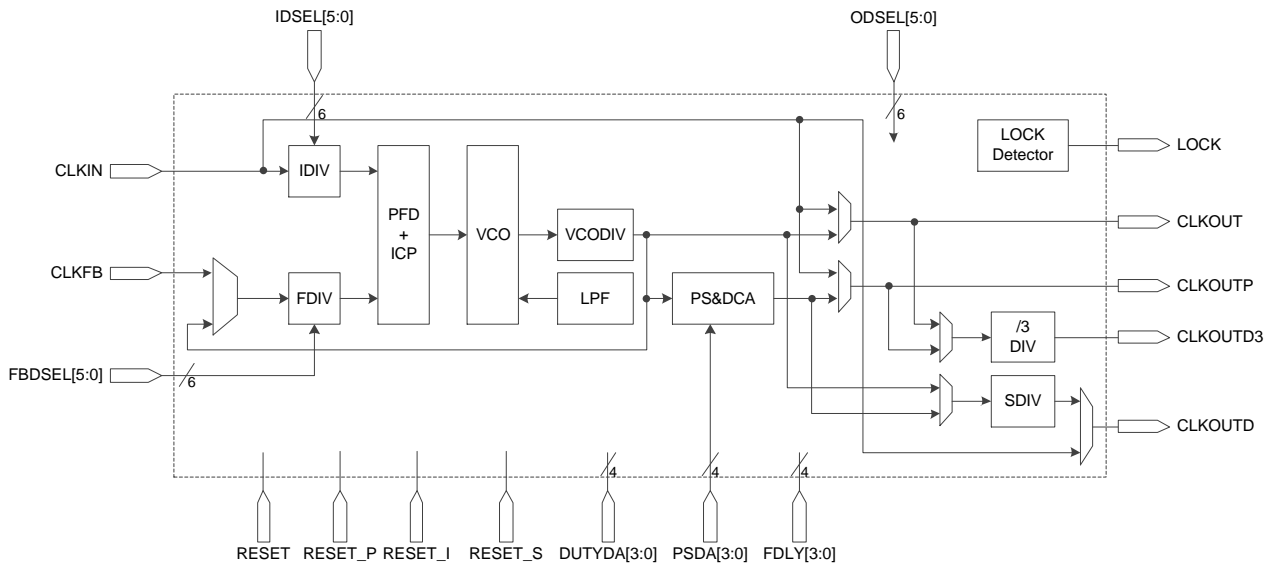 IDSEL[5:0]
ODSEL[5:0]
6
6
LOCK
Detector
LOCK
CLKIN
IDIV
PFD
+
ICP
VCO
VCODIV
CLKOUT
CLKFB
FDIV
LPF
PS&DCA
CLKOUTP
/3
DIV
CLKOUTD3
FBDSEL[5:0]
6
SDIV
CLKOUTD
4
4
4
RESET
RESET_P
RESET_I
RESET_S
DUTYDA[3:0]
PSDA[3:0]
FDLY[3:0]